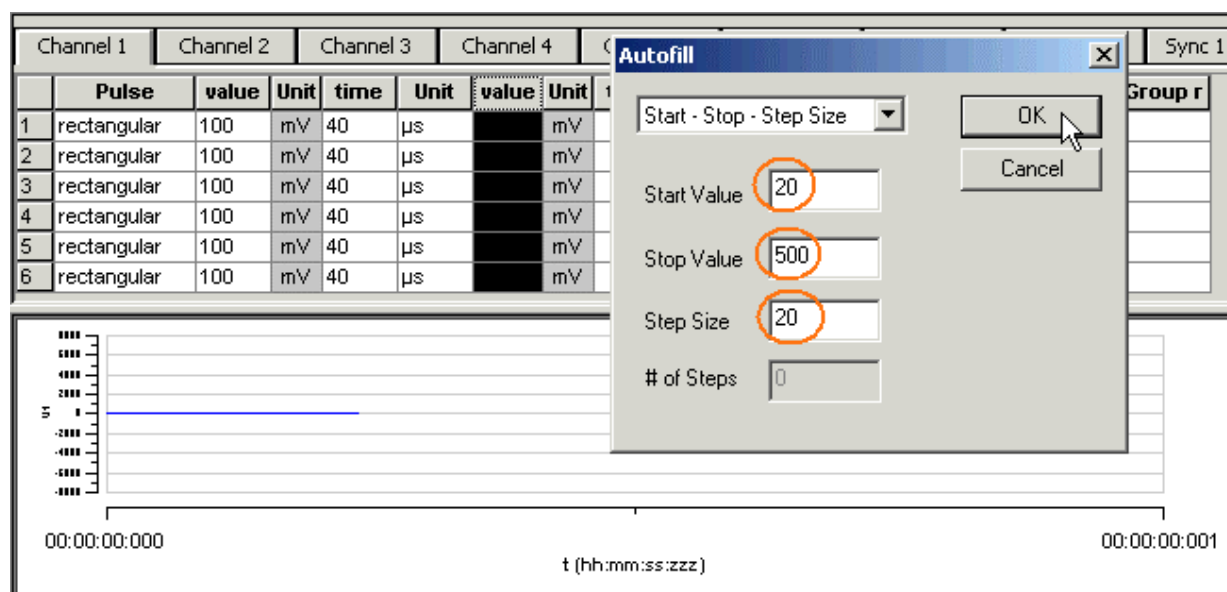 Channel 1 Channel 2 Channel 3 Channel 4 Sync 1
Pulse value Unit time Unit value Unit Group r
1 rectangular 100 mV 40 µs mV
2 rectangular 100 mV 40 µs mV
3 rectangular 100 mV 40 µs mV
4 rectangular 100 mV 40 µs mV
5 rectangular 100 mV 40 µs mV
6 rectangular 100 mV 40 µs mV
Autofill
Start - Stop - Step Size
OK
Cancel
Start Value 20
Stop Value 500
Step Size 20
# of Steps 0
00:00:00:000 00:00:00:001
t (hh:mm:ss:zzz)